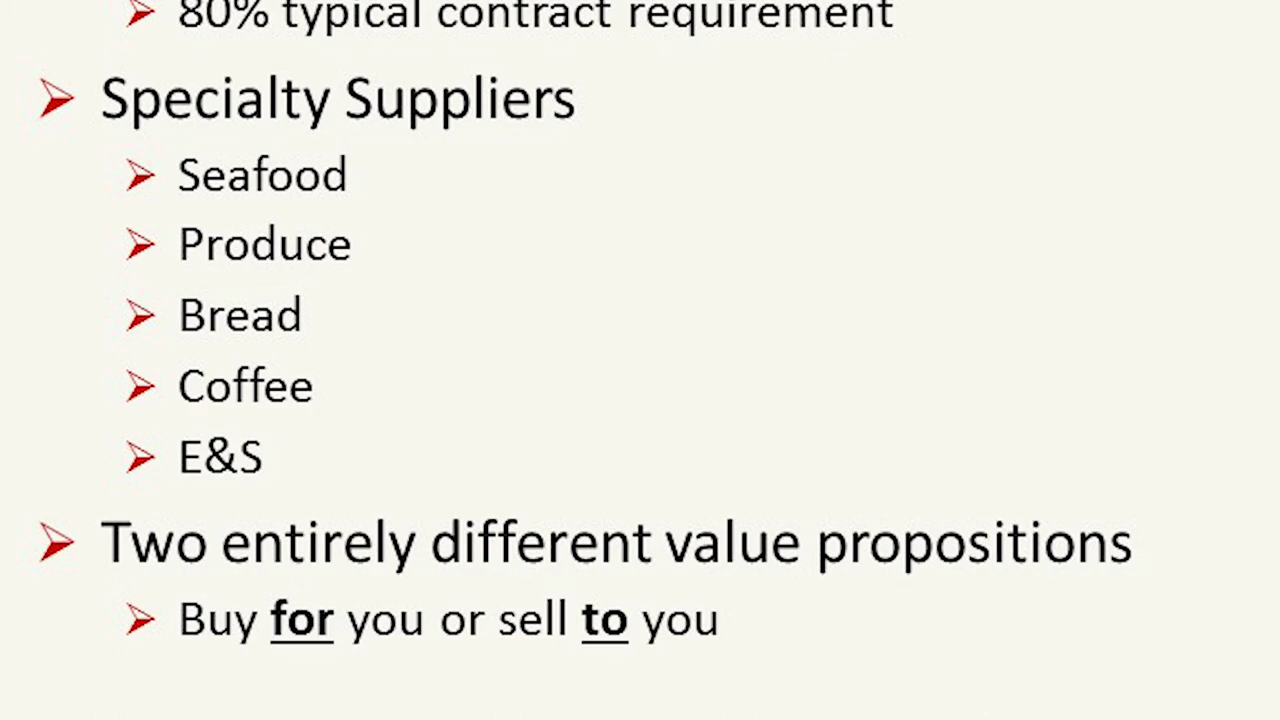 80% typical contract requirement
Specialty Suppliers
Seafood
Produce
Bread
Coffee
E&S
Two entirely different value propositions
Buy for you or sell to you